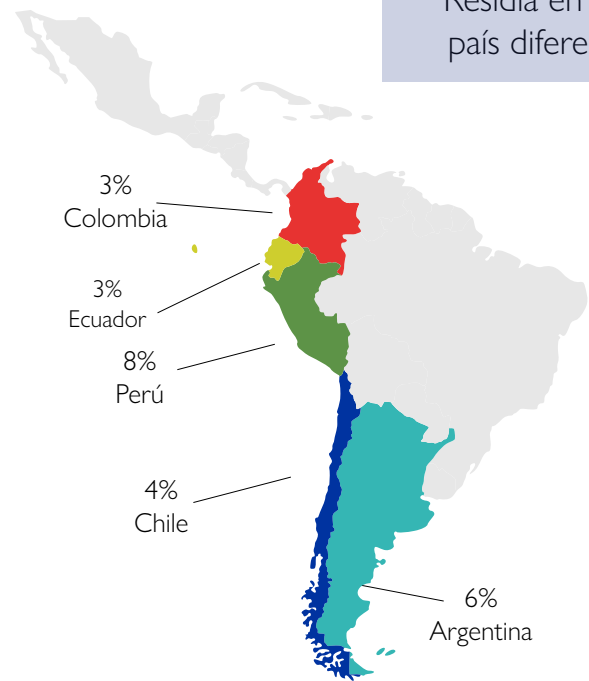 Residía en
país difere
3%
Colombia
3%
Ecuador
8%
Perú
4%
Chile
6%
Argentina